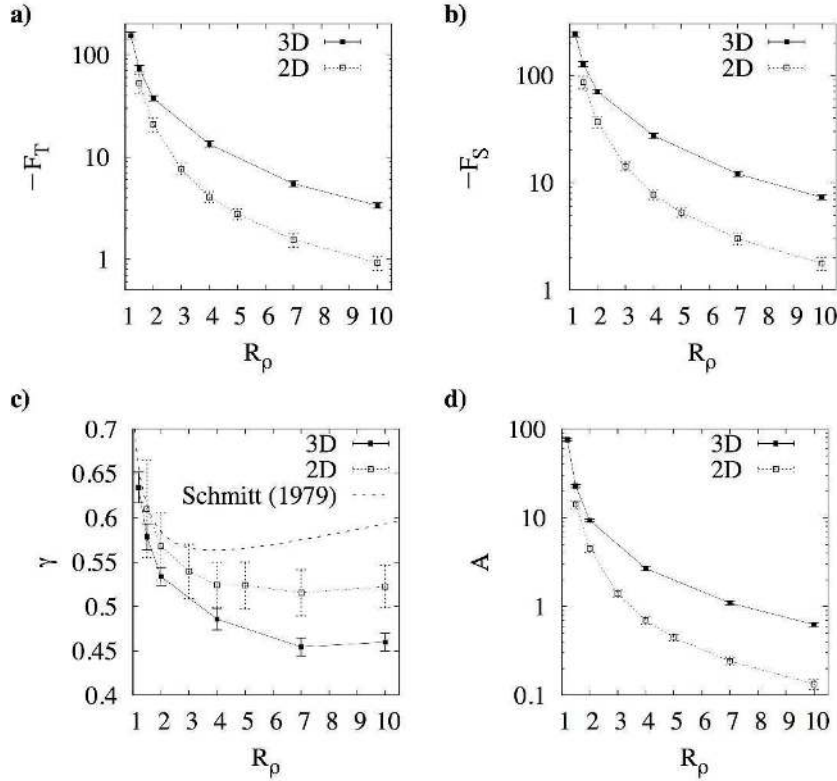 a)
3D
2D
100
10
1
−F_T
1 2 3 4 5 6 7 8 9 10
R_ρ
b)
3D
2D
100
10
1
−F_S
1 2 3 4 5 6 7 8 9 10
R_ρ
c)
3D
2D
Schmitt (1979)
0.7
0.65
0.6
0.55
0.5
0.45
0.4
γ
1 2 3 4 5 6 7 8 9 10
R_ρ
d)
3D
2D
100
10
1
0.1
A
1 2 3 4 5 6 7 8 9 10
R_ρ